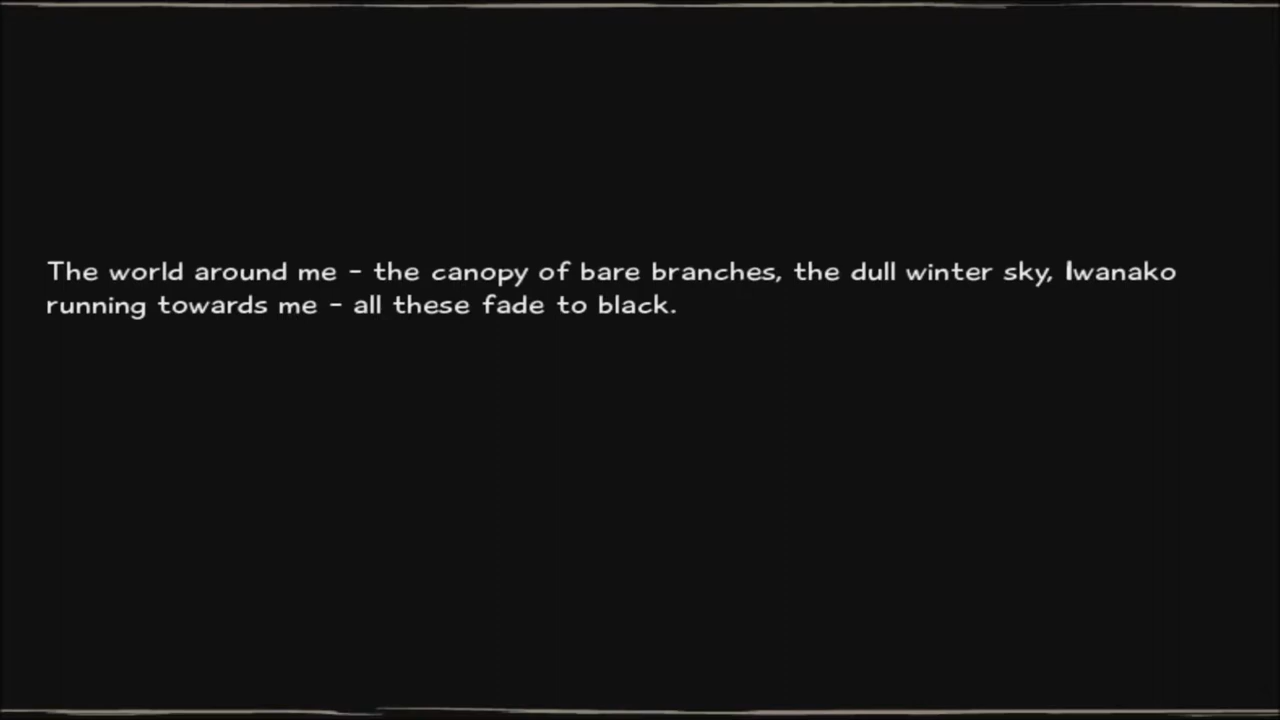 The world around me - the canopy of bare branches, the dull winter sky, Iwanako
running towards me - all these fade to black.